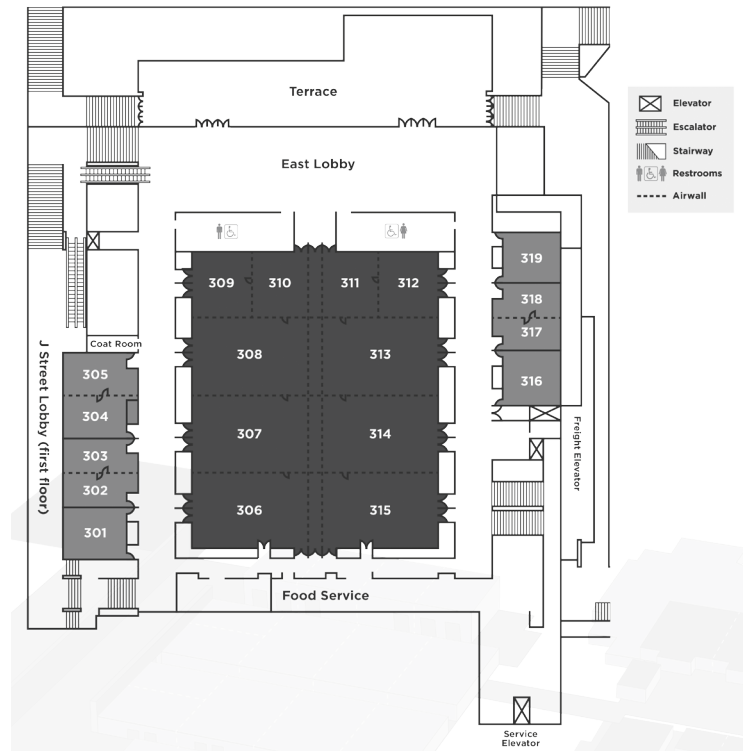 Terrace
Elevator
Escalator
Stairway
Restrooms
Airwall
East Lobby
309
310
311
312
319
318
317
316
308
313
Coat Room
305
304
303
302
301
307
314
306
315
J Street Lobby (first floor)
Freight Elevator
Food Service
Service
Elevator